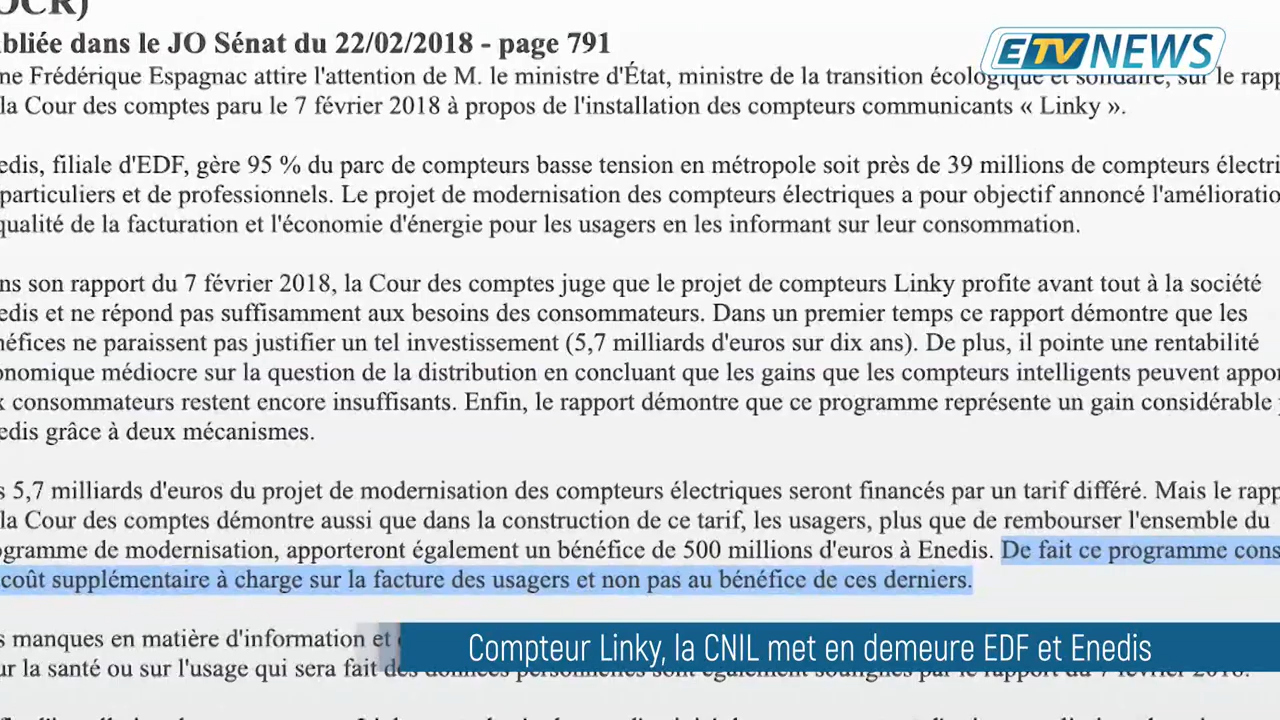 OCR)
bliée dans le JO Sénat du 22/02/2018 - page 791
ETV NEWS
ne Frédérique Espagnac attire l'attention de M. le ministre d'État, ministre de la transition écologique et solidaire, sur le rapp
la Cour des comptes paru le 7 février 2018 à propos de l'installation des compteurs communicants « Linky ».
edis, filiale d'EDF, gère 95 % du parc de compteurs basse tension en métropole soit près de 39 millions de compteurs électri
particuliers et de professionnels. Le projet de modernisation des compteurs électriques a pour objectif annoncé l'amélioratio
qualité de la facturation et l'économie d'énergie pour les usagers en les informant sur leur consommation.
ns son rapport du 7 février 2018, la Cour des comptes juge que le projet de compteurs Linky profite avant tout à la société
edis et ne répond pas suffisamment aux besoins des consommateurs. Dans un premier temps ce rapport démontre que les
néfices ne paraissent pas justifier un tel investissement (5,7 milliards d'euros sur dix ans). De plus, il pointe une rentabilité
onomique médiocre sur la question de la distribution en concluant que les gains que les compteurs intelligents peuvent appor
x consommateurs restent encore insuffisants. Enfin, le rapport démontre que ce programme représente un gain considérable
edis grâce à deux mécanismes.
s 5,7 milliards d'euros du projet de modernisation des compteurs électriques seront financés par un tarif différé. Mais le rapp
la Cour des comptes démontre aussi que dans la construction de ce tarif, les usagers, plus que de rembourser l'ensemble du
ogramme de modernisation, apporteront également un bénéfice de 500 millions d'euros à Enedis. De fait ce programme cons
coût supplémentaire à charge sur la facture des usagers et non pas au bénéfice de ces derniers.
s manques en matière d'information et
Compteur Linky, la CNIL met en demeure EDF et Enedis
ur la santé ou sur l'usage qui sera fait des données personnelles sont également soulignés par le rapport du 7 février 2018.